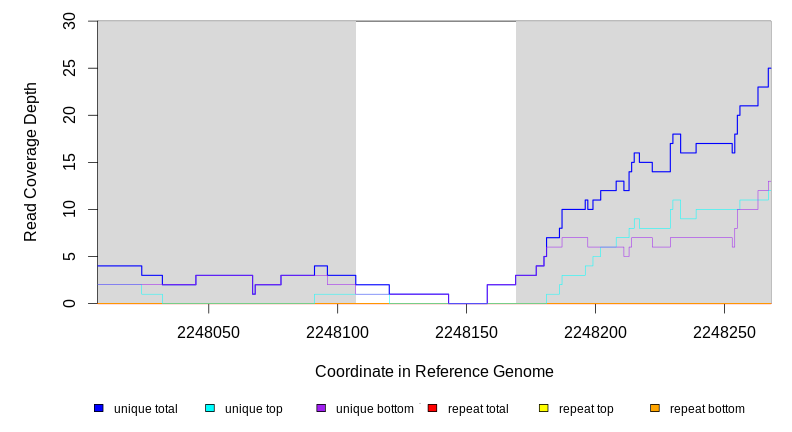 30
25
20
15
10
5
0
Read Coverage Depth
2248050 2248100 2248150 2248200 2248250
Coordinate in Reference Genome
unique total unique top unique bottom repeat total repeat top repeat bottom